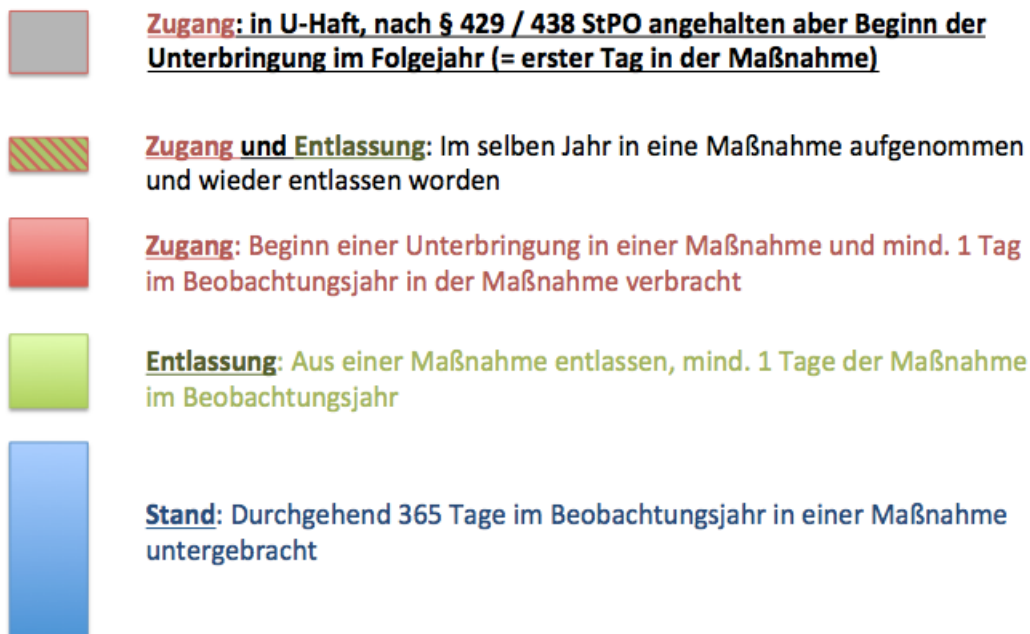 Zugang: in U-Haft, nach § 429 / 438 StPO angehalten aber Beginn der
Unterbringung im Folgejahr (= erster Tag in der Maßnahme)
Zugang und Entlassung: Im selben Jahr in eine Maßnahme aufgenommen
und wieder entlassen worden
Zugang: Beginn einer Unterbringung in einer Maßnahme und mind. 1 Tag
im Beobachtungsjahr in der Maßnahme verbracht
Entlassung: Aus einer Maßnahme entlassen, mind. 1 Tage der Maßnahme
im Beobachtungsjahr
Stand: Durchgehend 365 Tage im Beobachtungsjahr in einer Maßnahme
untergebracht